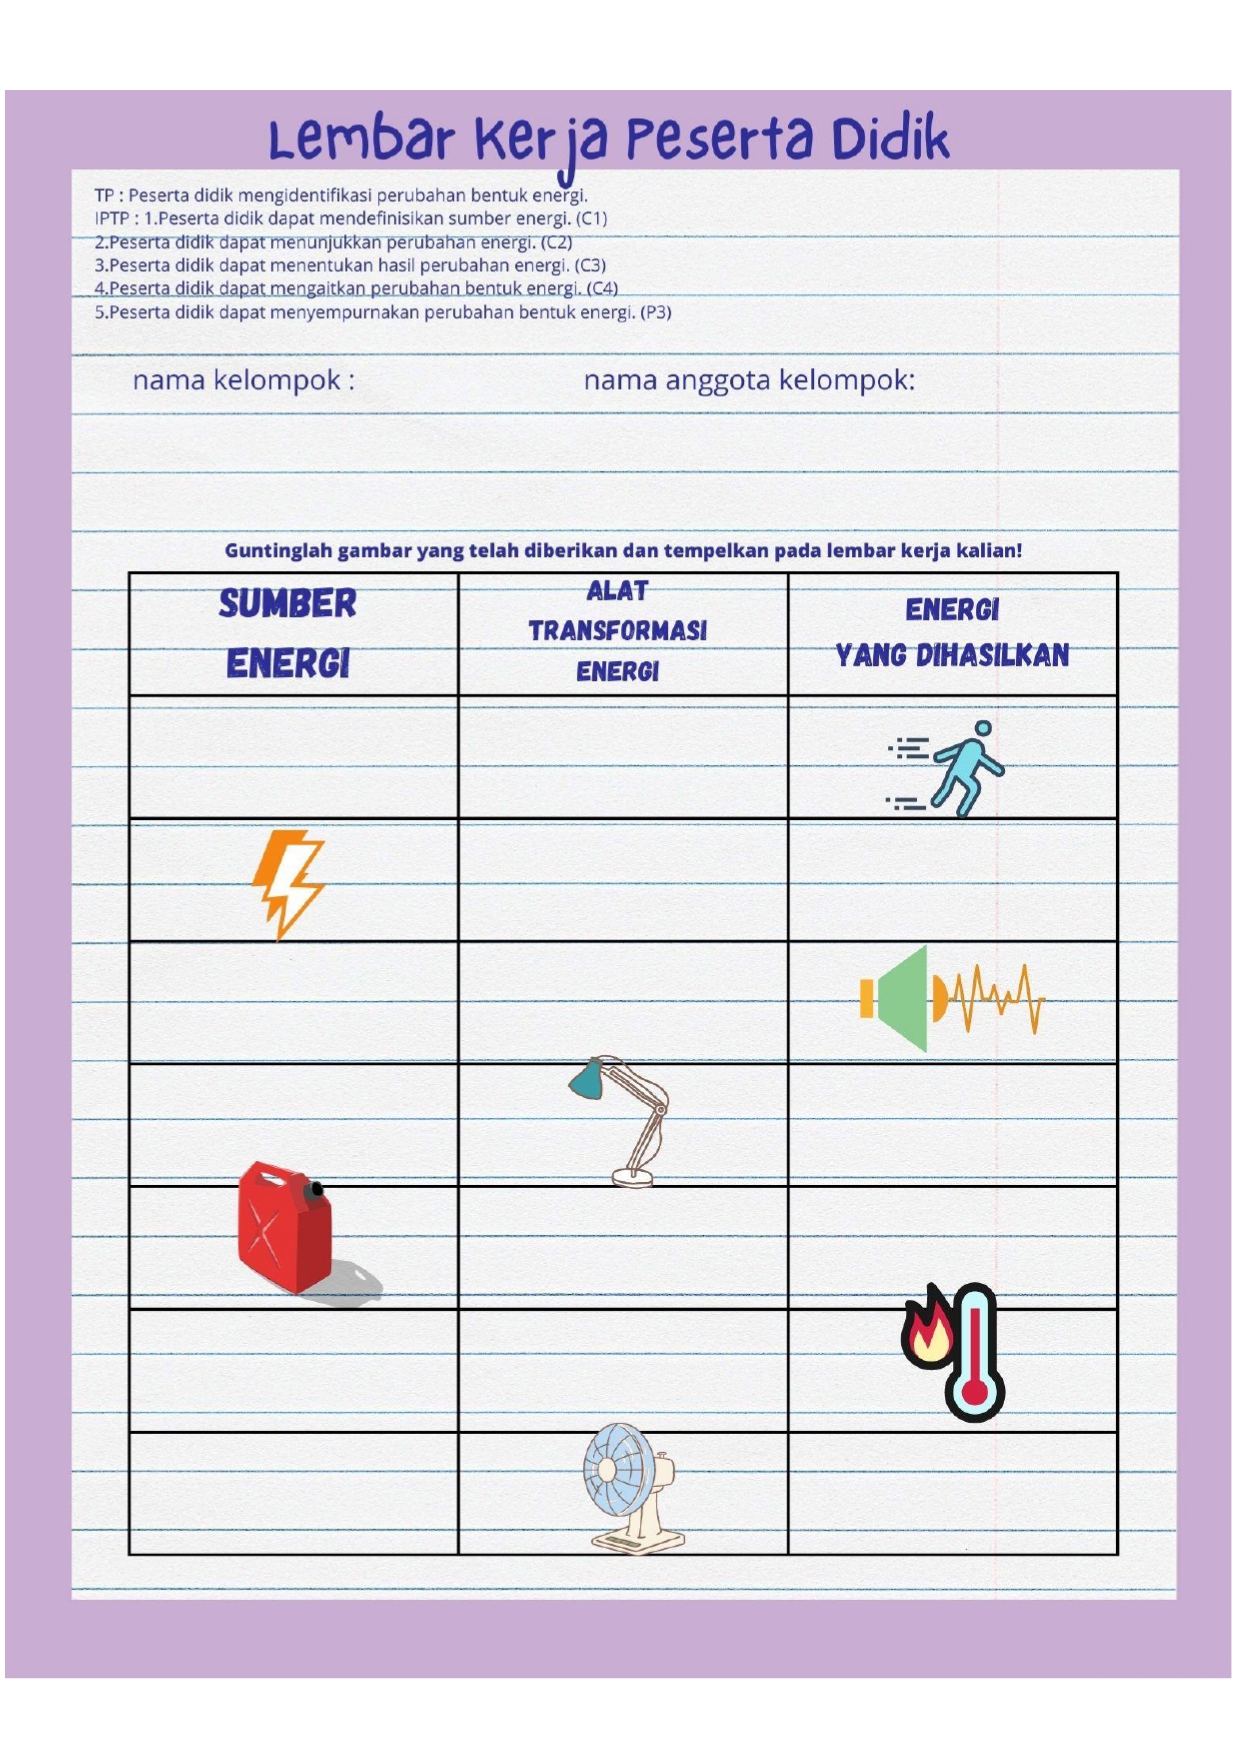 Lembar Kerja Peserta Didik
TP : Peserta didik mengidentifikasi perubahan bentuk energi.
IPTP : 1.Peserta didik dapat mendefinisikan sumber energi. (C1)
2.Peserta didik dapat menunjukkan perubahan energi. (C2)
3.Peserta didik dapat menentukan hasil perubahan energi. (C3)
4.Peserta didik dapat mengaitkan perubahan bentuk energi. (C4)
5.Peserta didik dapat menyempurnakan perubahan bentuk energi. (P3)
nama kelompok :
nama anggota kelompok:
Guntinglah gambar yang telah diberikan dan tempelkan pada lembar kerja kalian!
SUMBER
ENERGI
ALAT
TRANSFORMASI
ENERGI
ENERGI
YANG DIHASILKAN